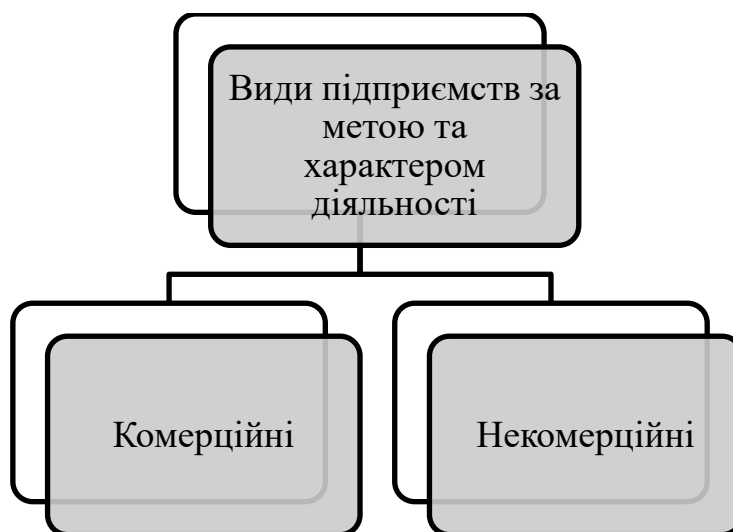 Види підприємств за
метою та
характером
діяльності
Комерційні
Некомерційні